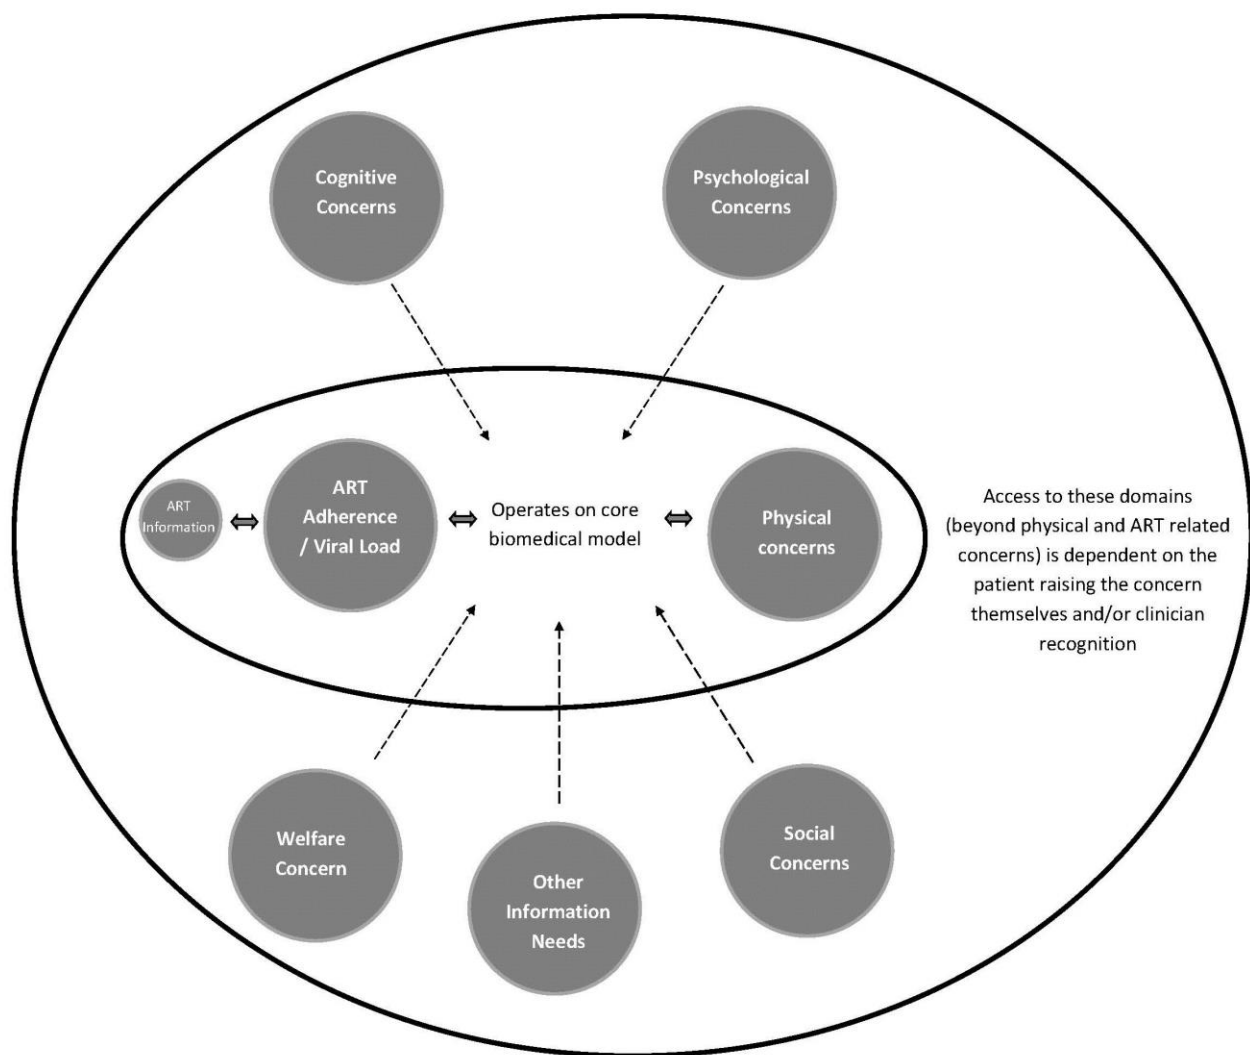 Cognitive
Concerns
Psychological
Concerns
ART
Information
ART
Adherence
/ Viral Load
Operates on core
biomedical model
Physical
concerns
Access to these domains
(beyond physical and ART related
concerns) is dependent on the
patient raising the concern
themselves and/or clinician
recognition
Welfare
Concern
Other
Information
Needs
Social
Concerns